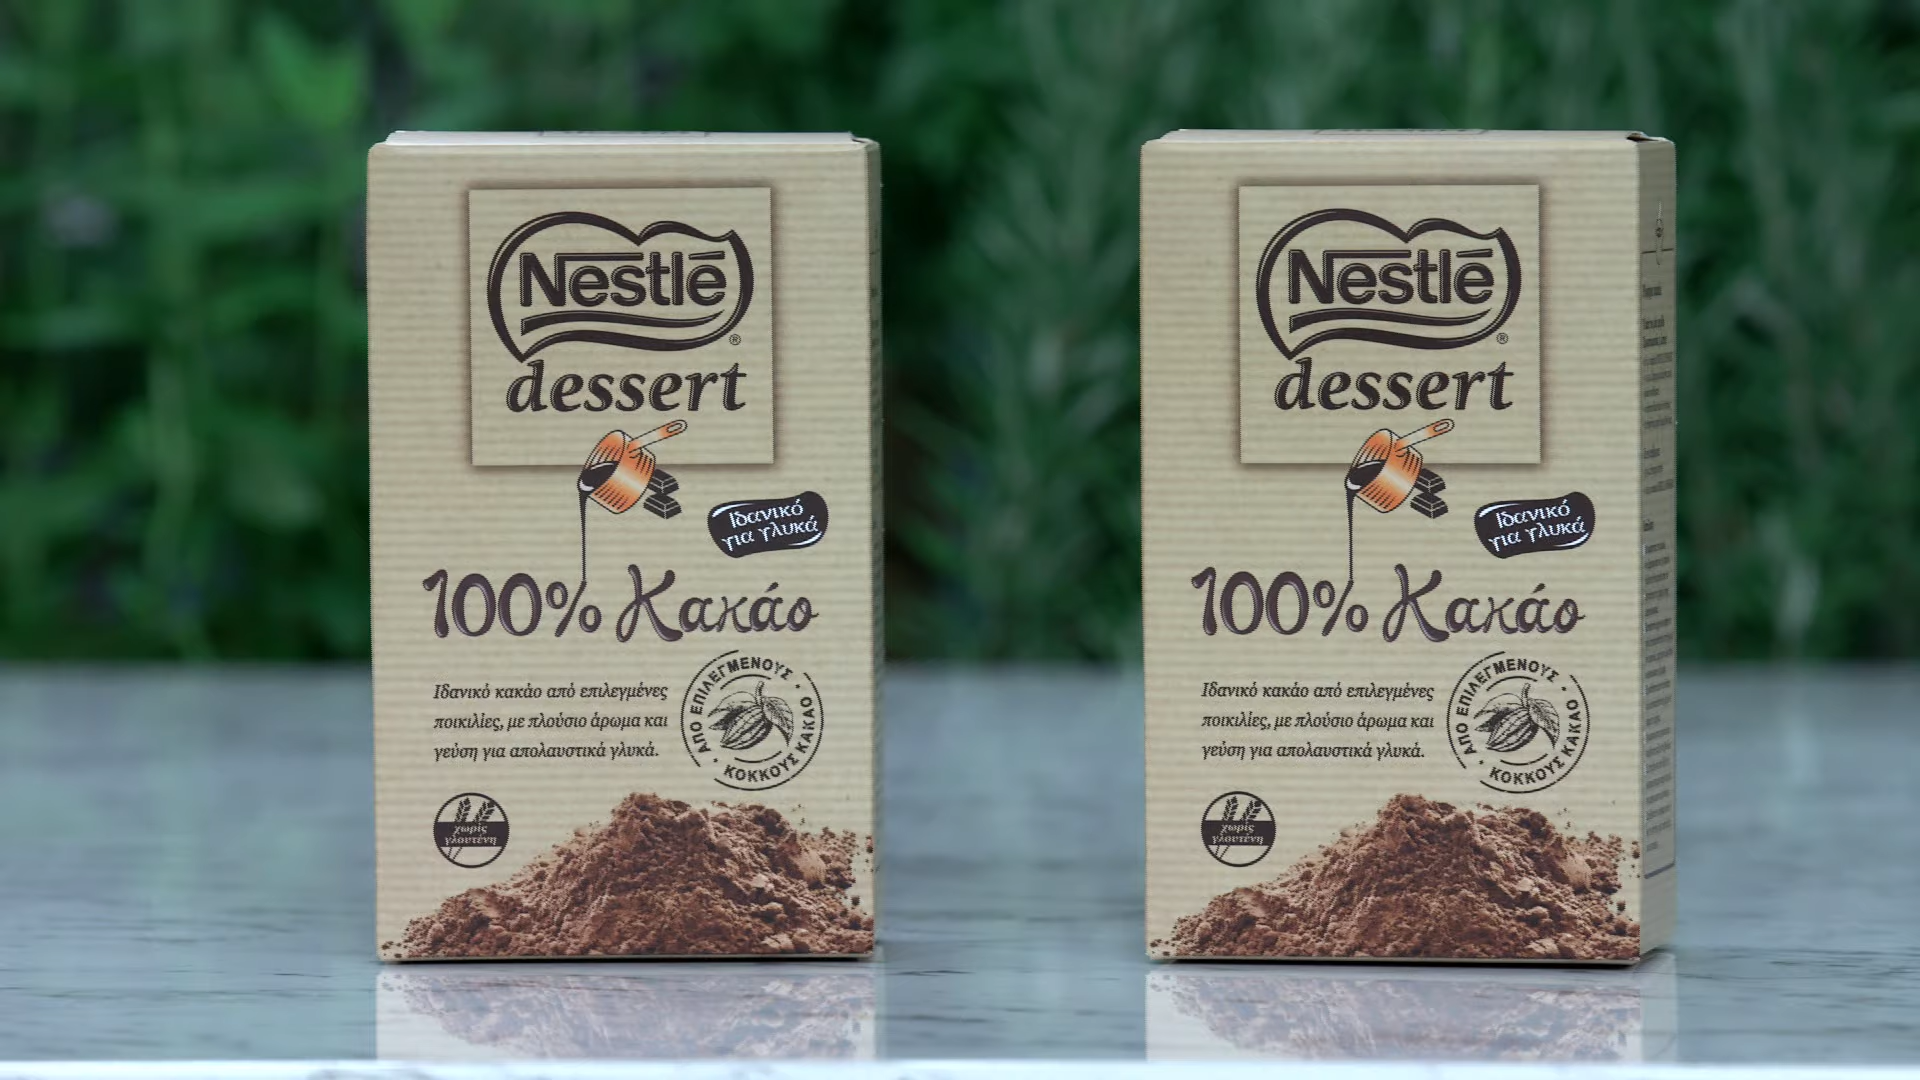 Nestlé
®
dessert
Ιδανικό
για γλυκά
100% Κακάο
Ιδανικό κακάο από επιλεγμένες
ποικιλίες, με πλούσιο άρωμα και
γεύση για απολαυστικά γλυκά.
ΑΠΟ ΕΠΙΛΕΓΜΕΝΟΥΣ • ΚΟΚΚΟΥΣ ΚΑΚΑΟ •
χωρίς
γλουτένη
Nestlé
®
dessert
Ιδανικό
για γλυκά
100% Κακάο
Ιδανικό κακάο από επιλεγμένες
ποικιλίες, με πλούσιο άρωμα και
γεύση για απολαυστικά γλυκά.
ΑΠΟ ΕΠΙΛΕΓΜΕΝΟΥΣ • ΚΟΚΚΟΥΣ ΚΑΚΑΟ •
χωρίς
γλουτένη